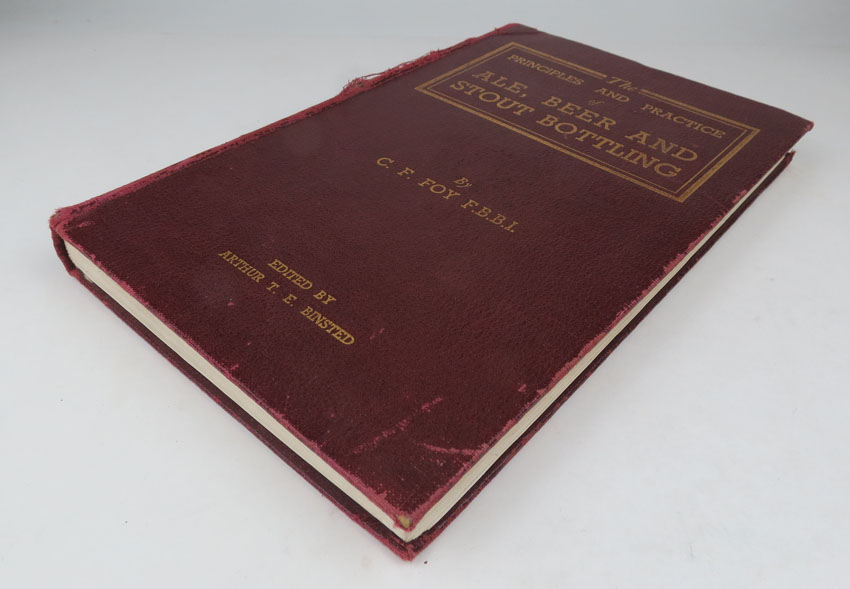 The
PRINCIPLES AND PRACTICE
of
ALE, BEER AND
STOUT BOTTLING
By
C. F. FOY F.B.B.I.
EDITED BY
ARTHUR T. E. BINSTED